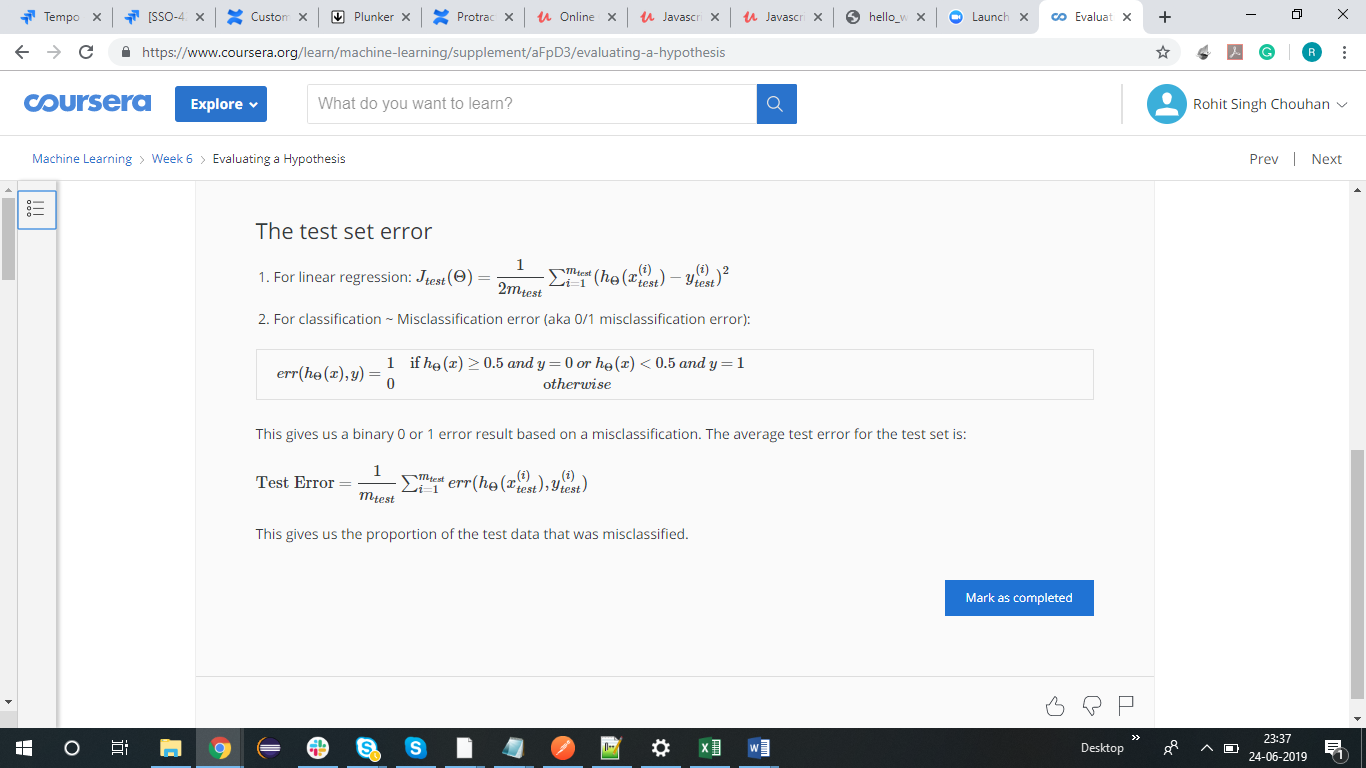 Tempo
[SSO-4
Custom
Plunker
Protrac
Online
Javascri
Javascri
hello_w
Launch
Evaluat
https://www.coursera.org/learn/machine-learning/supplement/aFpD3/evaluating-a-hypothesis
R
coursera
Explore
What do you want to learn?
Rohit Singh Chouhan
Machine Learning > Week 6 > Evaluating a Hypothesis
Prev | Next
The test set error
1. For linear regression: J_test(Θ) = 1/(2m_test) ∑_{i=1}^{m_test} (h_Θ(x_test^(i)) − y_test^(i))²
2. For classification ~ Misclassification error (aka 0/1 misclassification error):
err(h_Θ(x), y) = 1 if h_Θ(x) ≥ 0.5 and y = 0 or h_Θ(x) < 0.5 and y = 1
0 otherwise
This gives us a binary 0 or 1 error result based on a misclassification. The average test error for the test set is:
Test Error = 1/m_test ∑_{i=1}^{m_test} err(h_Θ(x_test^(i)), y_test^(i))
This gives us the proportion of the test data that was misclassified.
Mark as completed
Desktop
23:37
24-06-2019
1